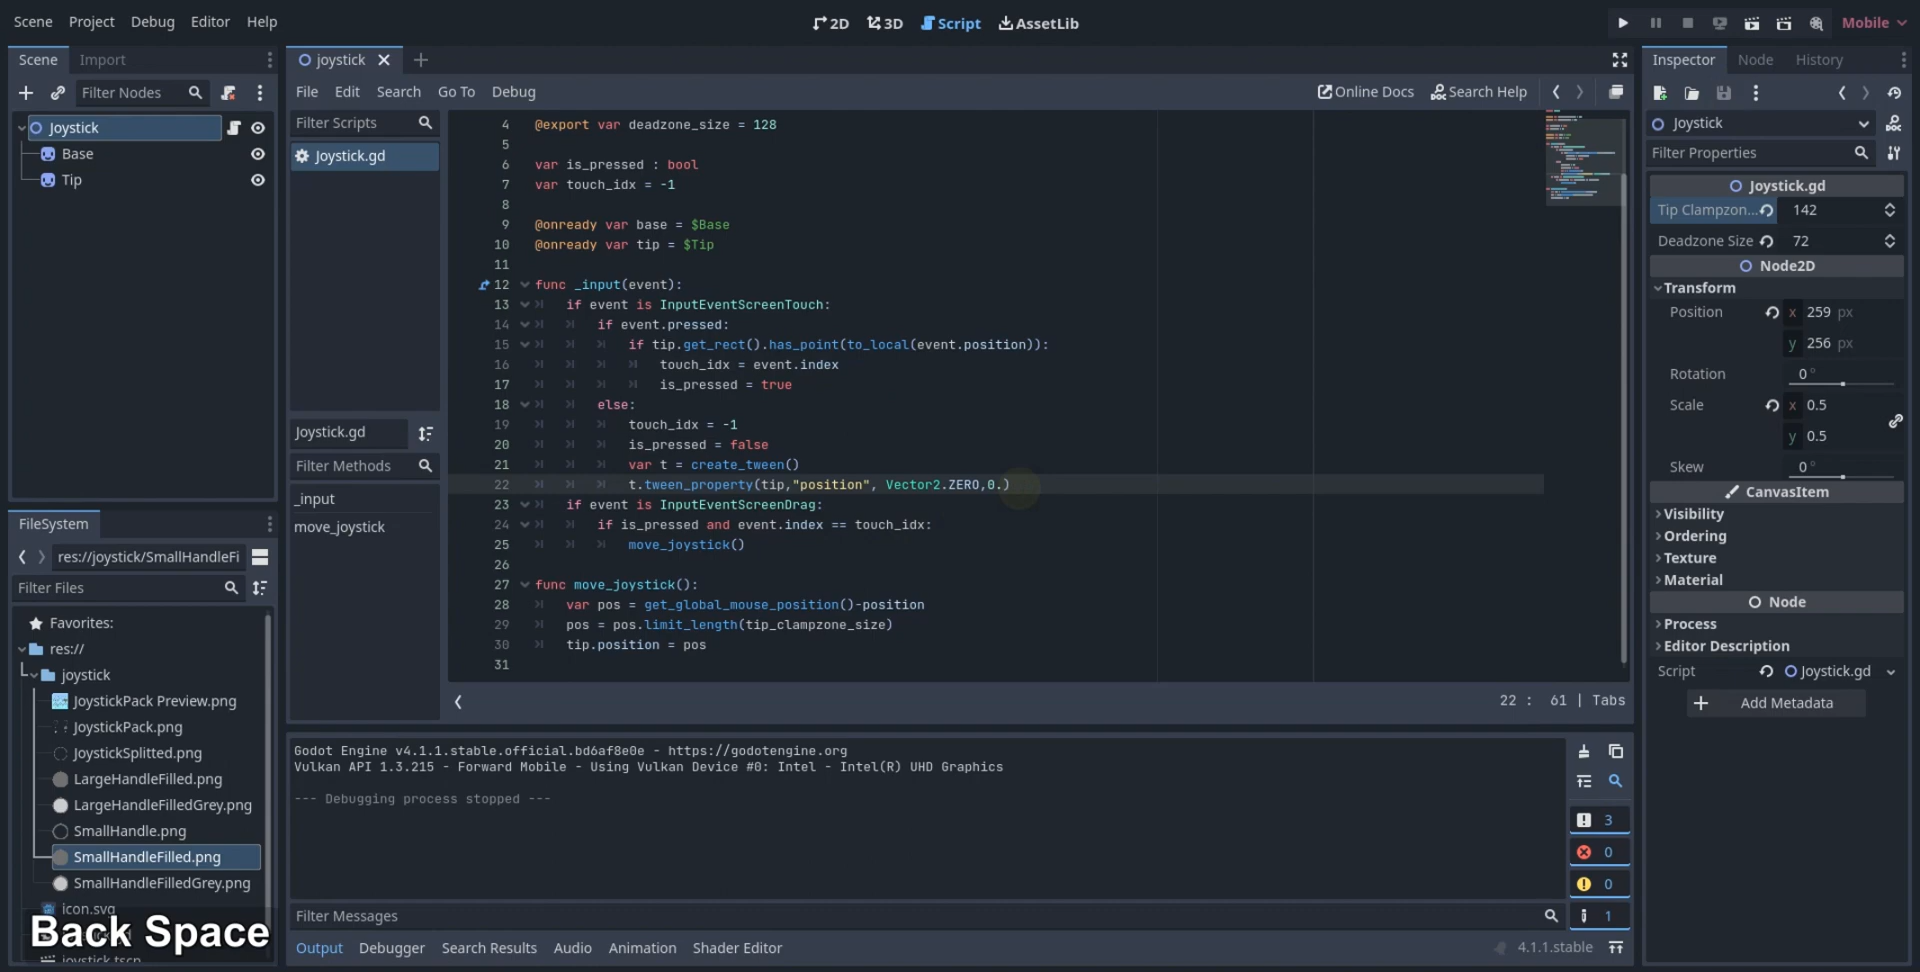 Scene Project Debug Editor Help
2D 3D Script AssetLib
Mobile
Scene Import
Filter Nodes
Joystick
Base
Tip
FileSystem
res://joystick/SmallHandleFi
Filter Files
Favorites:
res://
joystick
JoystickPack Preview.png
JoystickPack.png
JoystickSplitted.png
LargeHandleFilled.png
LargeHandleFilledGrey.png
SmallHandle.png
SmallHandleFilled.png
SmallHandleFilledGrey.png
icon.svg
Back Space
joystick.tscn
joystick
File Edit Search Go To Debug
Online Docs Search Help
Filter Scripts
Joystick.gd
Joystick.gd
Filter Methods
_input
move_joystick
4 @export var deadzone_size = 128
5
6 var is_pressed : bool
7 var touch_idx = -1
8
9 @onready var base = $Base
10 @onready var tip = $Tip
11
12 func _input(event):
13 if event is InputEventScreenTouch:
14 if event.pressed:
15 if tip.get_rect().has_point(to_local(event.position)):
16 touch_idx = event.index
17 is_pressed = true
18 else:
19 touch_idx = -1
20 is_pressed = false
21 var t = create_tween()
22 t.tween_property(tip,"position", Vector2.ZERO,0.)
23 if event is InputEventScreenDrag:
24 if is_pressed and event.index == touch_idx:
25 move_joystick()
26
27 func move_joystick():
28 var pos = get_global_mouse_position()-position
29 pos = pos.limit_length(tip_clampzone_size)
30 tip.position = pos
31
22 : 61 | Tabs
Godot Engine v4.1.1.stable.official.bd6af8e0e - https://godotengine.org
Vulkan API 1.3.215 - Forward Mobile - Using Vulkan Device #0: Intel - Intel(R) UHD Graphics
--- Debugging process stopped ---
3
0
0
1
Filter Messages
Output Debugger Search Results Audio Animation Shader Editor
4.1.1.stable
Inspector Node History
Joystick
Filter Properties
Joystick.gd
Tip Clampzon... 142
Deadzone Size 72
Node2D
Transform
Position x 259 px
y 256 px
Rotation 0 °
Scale x 0.5
y 0.5
Skew 0 °
CanvasItem
Visibility
Ordering
Texture
Material
Node
Process
Editor Description
Script Joystick.gd
Add Metadata